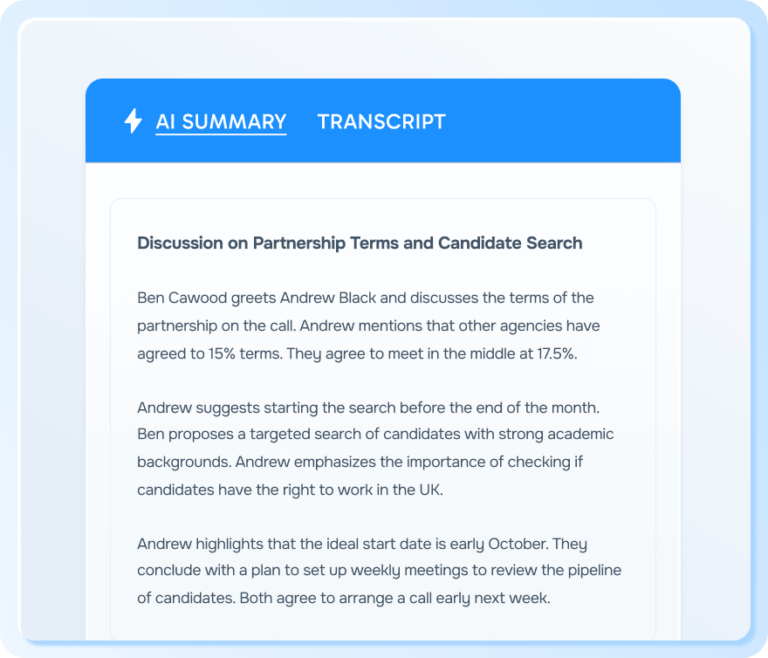 AI SUMMARY TRANSCRIPT
Discussion on Partnership Terms and Candidate Search
Ben Cawood greets Andrew Black and discusses the terms of the
partnership on the call. Andrew mentions that other agencies have
agreed to 15% terms. They agree to meet in the middle at 17.5%.
Andrew suggests starting the search before the end of the month.
Ben proposes a targeted search of candidates with strong academic
backgrounds. Andrew emphasizes the importance of checking if
candidates have the right to work in the UK.
Andrew highlights that the ideal start date is early October. They
conclude with a plan to set up weekly meetings to review the pipeline
of candidates. Both agree to arrange a call early next week.